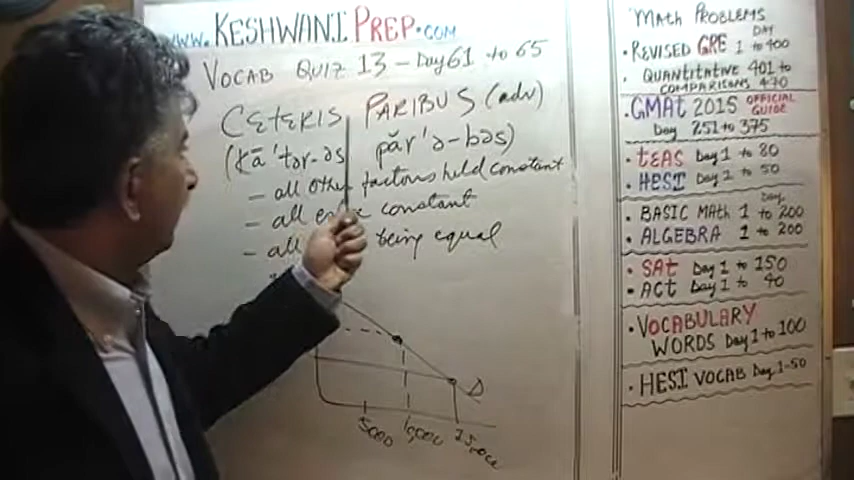 www.KESHWANIPREP.COM
VOCAB QUIZ 13 - Day 61 to 65
CETERIS PARIBUS (adv)
(kā'tər-əs păr'ə-bəs)
- all other factors held constant
- all else constant
- all being equal
D
5000 10,000 15,000
MATH PROBLEMS
DAY
• REVISED GRE 1 to 400
• QUANTITATIVE 401 to
COMPARISONS 470
• GMAT 2015 OFFICIAL GUIDE
Day 251 to 375
• TEAS Day 1 to 80
• HESI Day 1 to 50
Day
• BASIC MATH 1 to 200
• ALGEBRA 1 to 200
• SAT Day 1 to 150
• ACT Day 1 to 40
• VOCABULARY
WORDS Day 1 to 100
• HESI VOCAB Day 1-50